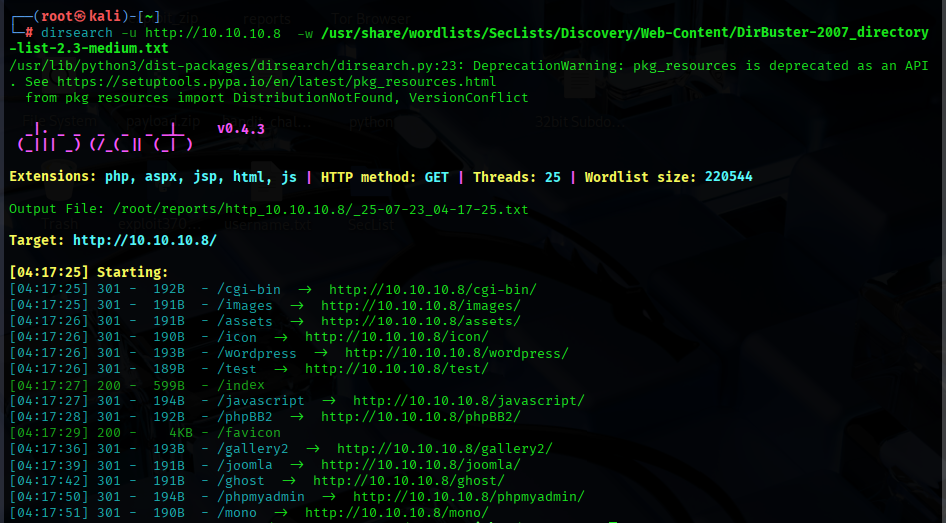 ┌──(root㉿kali)-[~]
└─# dirsearch -u http://10.10.10.8 -w /usr/share/wordlists/SecLists/Discovery/Web-Content/DirBuster-2007_directory
-list-2.3-medium.txt
/usr/lib/python3/dist-packages/dirsearch/dirsearch.py:23: DeprecationWarning: pkg_resources is deprecated as an API
. See https://setuptools.pypa.io/en/latest/pkg_resources.html
  from pkg_resources import DistributionNotFound, VersionConflict
  _|. _ _  _  _  _ _|_    v0.4.3
 (_||| _) (/_(_|| (_| )
Extensions: php, aspx, jsp, html, js | HTTP method: GET | Threads: 25 | Wordlist size: 220544
Output File: /root/reports/http_10.10.10.8/_25-07-23_04-17-25.txt
Target: http://10.10.10.8/
[04:17:25] Starting:
[04:17:25] 301 -  192B  - /cgi-bin  →  http://10.10.10.8/cgi-bin/
[04:17:25] 301 -  191B  - /images  →  http://10.10.10.8/images/
[04:17:26] 301 -  191B  - /assets  →  http://10.10.10.8/assets/
[04:17:26] 301 -  190B  - /icon  →  http://10.10.10.8/icon/
[04:17:26] 301 -  193B  - /wordpress  →  http://10.10.10.8/wordpress/
[04:17:26] 301 -  189B  - /test  →  http://10.10.10.8/test/
[04:17:27] 200 -  599B  - /index
[04:17:27] 301 -  194B  - /javascript  →  http://10.10.10.8/javascript/
[04:17:28] 301 -  192B  - /phpBB2  →  http://10.10.10.8/phpBB2/
[04:17:29] 200 -    4KB - /favicon
[04:17:36] 301 -  193B  - /gallery2  →  http://10.10.10.8/gallery2/
[04:17:39] 301 -  191B  - /joomla  →  http://10.10.10.8/joomla/
[04:17:42] 301 -  191B  - /ghost  →  http://10.10.10.8/ghost/
[04:17:50] 301 -  194B  - /phpmyadmin  →  http://10.10.10.8/phpmyadmin/
[04:17:51] 301 -  190B  - /mono  →  http://10.10.10.8/mono/